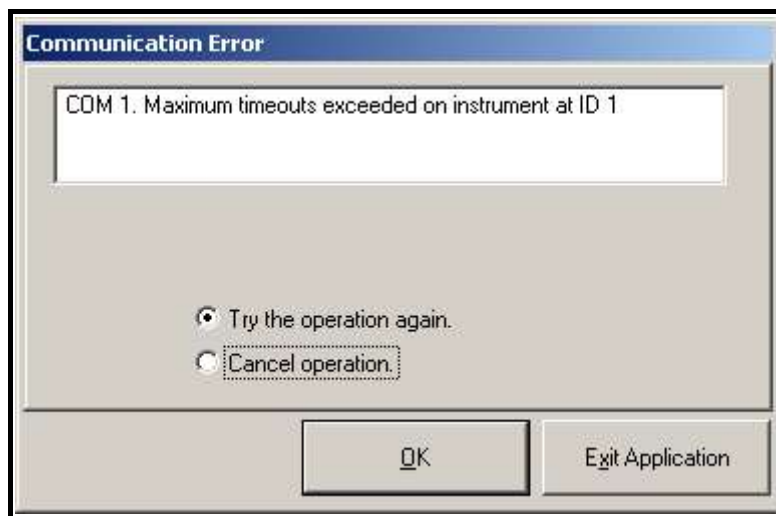 Communication Error
COM 1. Maximum timeouts exceeded on instrument at ID 1
Try the operation again.
Cancel operation.
OK
Exit Application